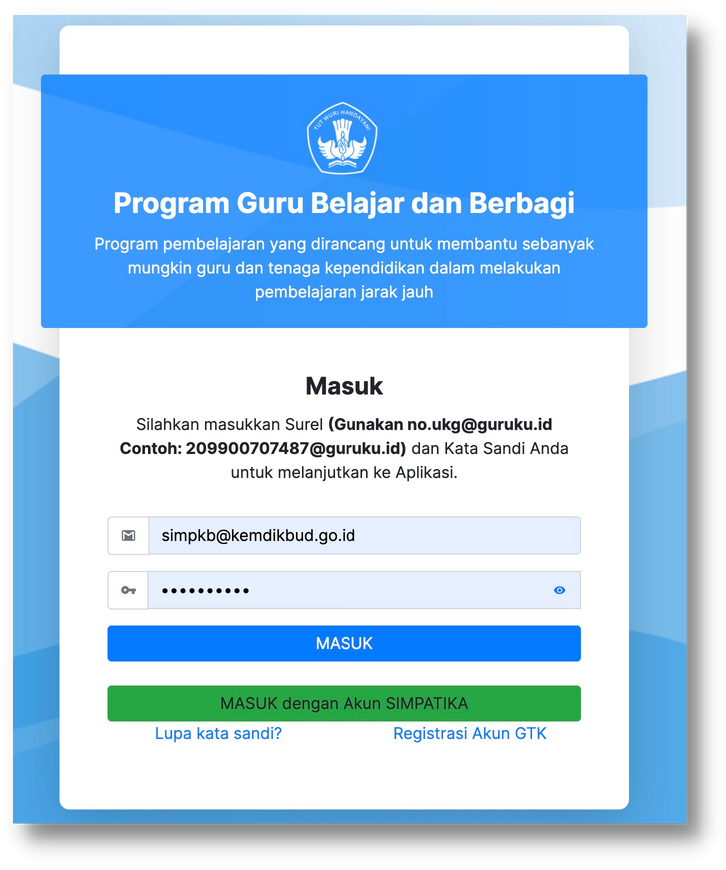 TUT WURI HANDAYANI
Program Guru Belajar dan Berbagi
Program pembelajaran yang dirancang untuk membantu sebanyak
mungkin guru dan tenaga kependidikan dalam melakukan
pembelajaran jarak jauh
Masuk
Silahkan masukkan Surel (Gunakan no.ukg@guruku.id
Contoh: 209900707487@guruku.id) dan Kata Sandi Anda
untuk melanjutkan ke Aplikasi.
simpkb@kemdikbud.go.id
••••••••••
MASUK
MASUK dengan Akun SIMPATIKA
Lupa kata sandi? Registrasi Akun GTK